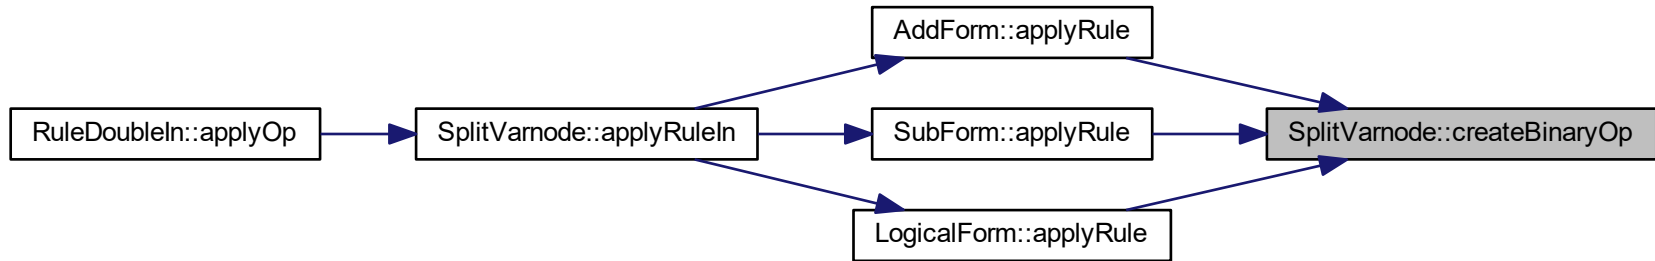 AddForm::applyRule
RuleDoubleIn::applyOp
SplitVarnode::applyRuleIn
SubForm::applyRule
SplitVarnode::createBinaryOp
LogicalForm::applyRule